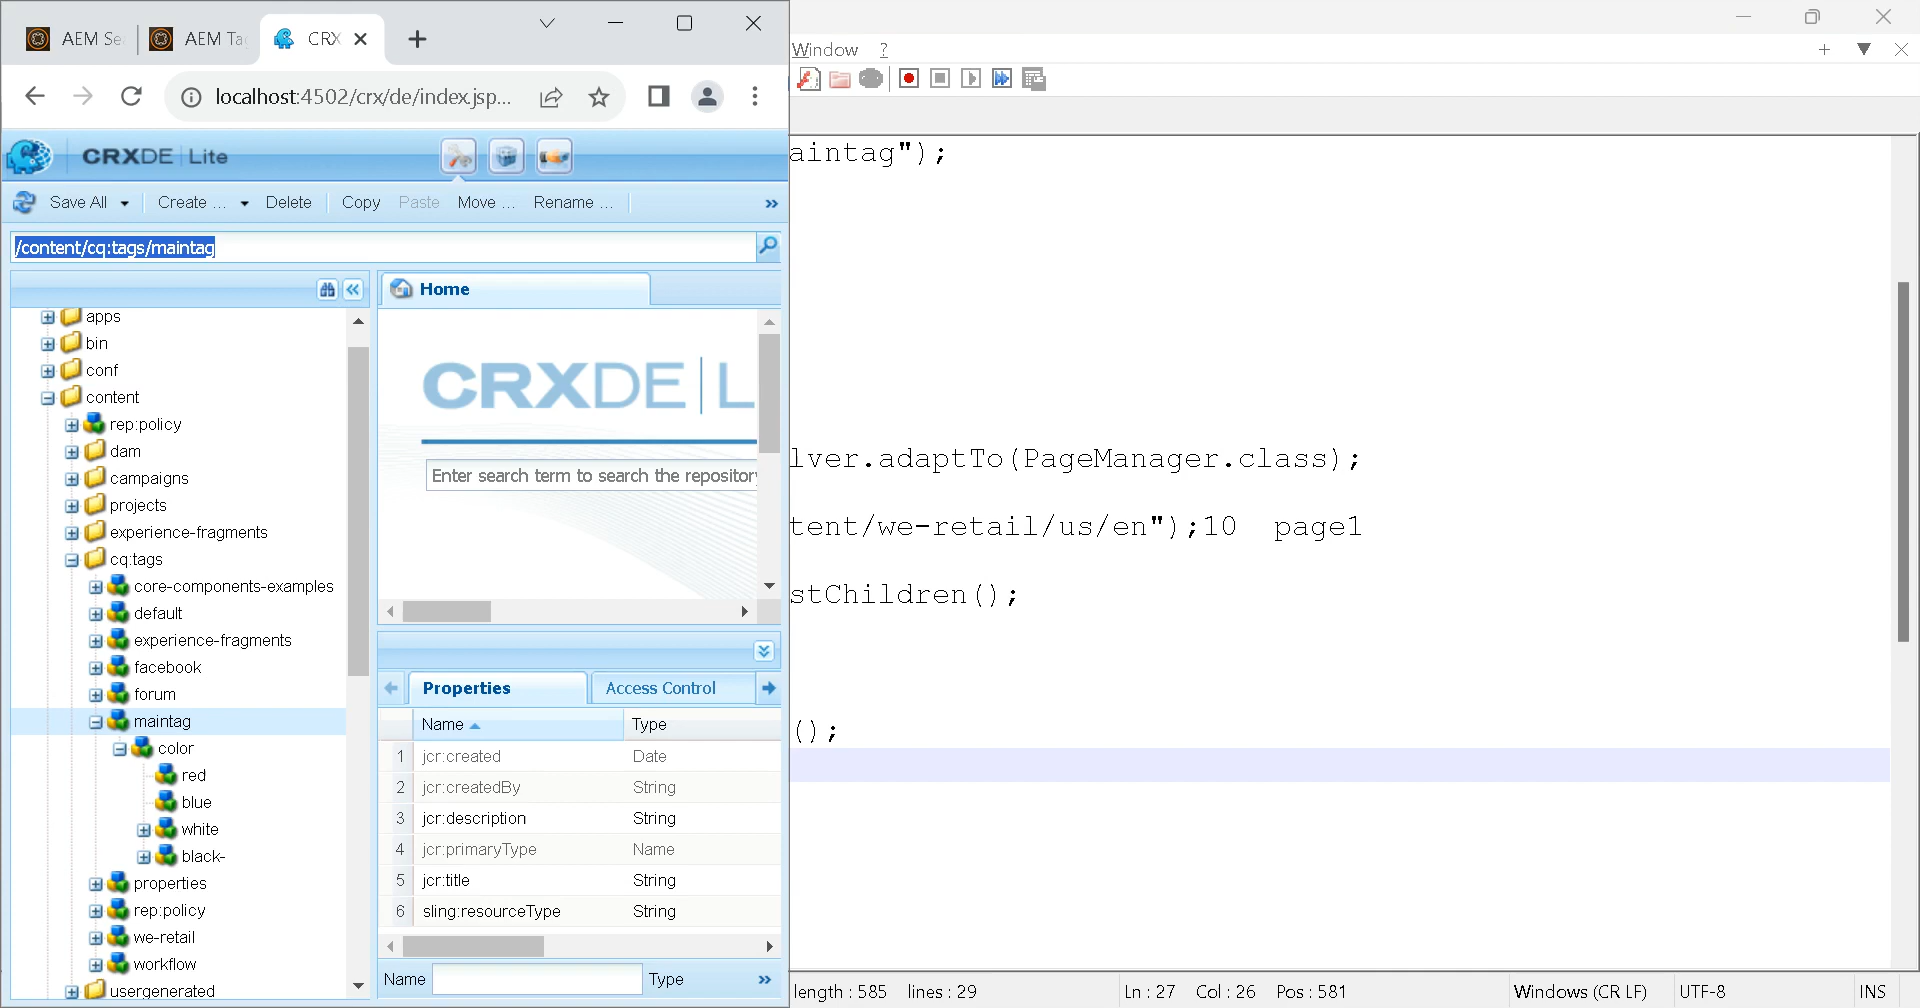 AEM Se
AEM Ta
CRX
localhost:4502/crx/de/index.jsp...
CRXDE | Lite
Save All
Create ...
Delete
Copy
Paste
Move ...
Rename ...
»
/content/cq:tags/maintag
apps
bin
conf
content
rep:policy
dam
campaigns
projects
experience-fragments
cq:tags
core-components-examples
default
experience-fragments
facebook
forum
maintag
color
red
blue
white
black-
properties
rep:policy
we-retail
workflow
usergenerated
Home
CRXDE | L
Enter search term to search the repository
Properties
Access Control
Name Type
1 jcr:created Date
2 jcr:createdBy String
3 jcr:description String
4 jcr:primaryType Name
5 jcr:title String
6 sling:resourceType String
Name Type »
Window ?
aintag");
lver.adaptTo(PageManager.class);
tent/we-retail/us/en");10 page1
stChildren();
();
length : 585 lines : 29 Ln : 27 Col : 26 Pos : 581 Windows (CR LF) UTF-8 INS